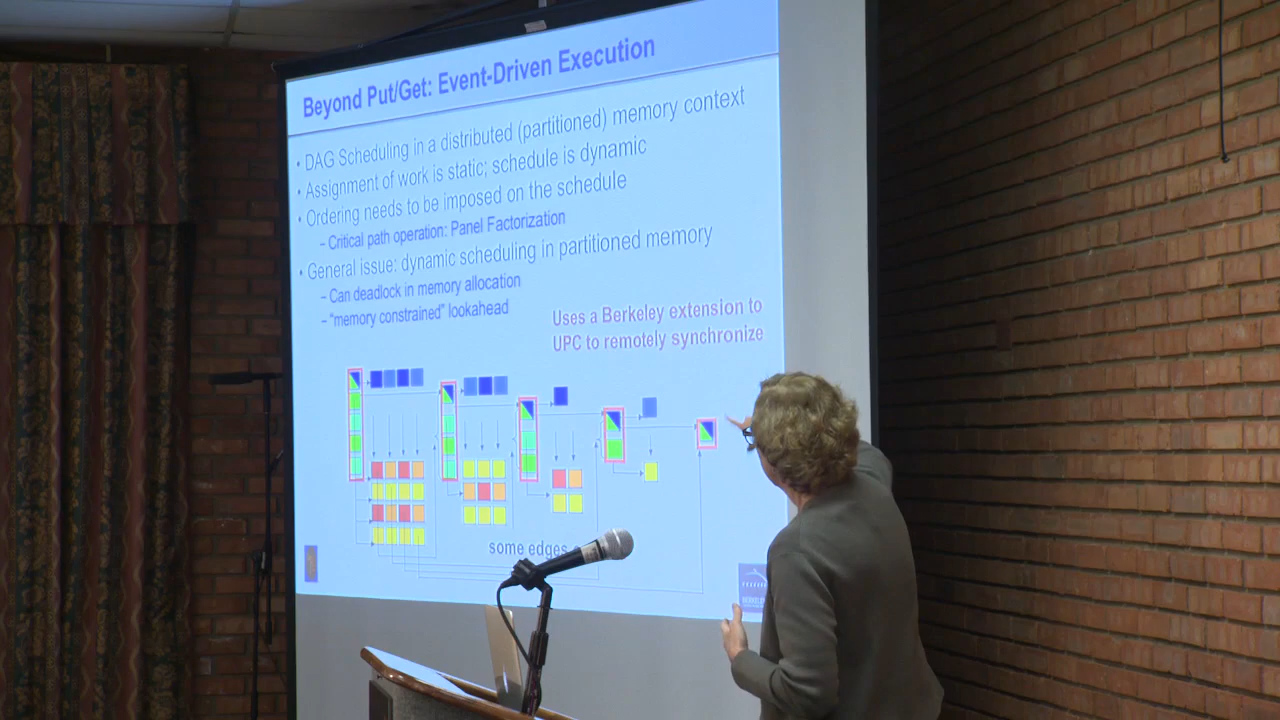 Beyond Put/Get: Event-Driven Execution
• DAG Scheduling in a distributed (partitioned) memory context
• Assignment of work is static; schedule is dynamic
• Ordering needs to be imposed on the schedule
– Critical path operation: Panel Factorization
• General issue: dynamic scheduling in partitioned memory
– Can deadlock in memory allocation
– "memory constrained" lookahead
Uses a Berkeley extension to
UPC to remotely synchronize
some edges